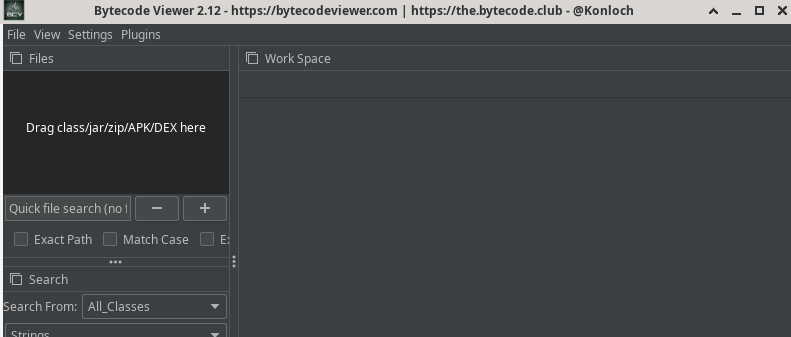 Bytecode Viewer 2.12 - https://bytecodeviewer.com | https://the.bytecode.club - @Konloch
File View Settings Plugins
Files
Work Space
Drag class/jar/zip/APK/DEX here
Quick file search (no
Exact Path Match Case
Search
Search From: All_Classes
Strings